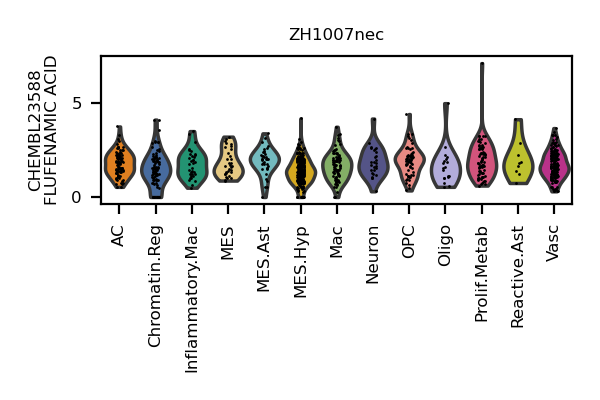 ZH1007nec
CHEMBL23588
FLUFENAMIC ACID
5
0
AC
Chromatin.Reg
Inflammatory.Mac
MES
MES.Ast
MES.Hyp
Mac
Neuron
OPC
Oligo
Prolif.Metab
Reactive.Ast
Vasc